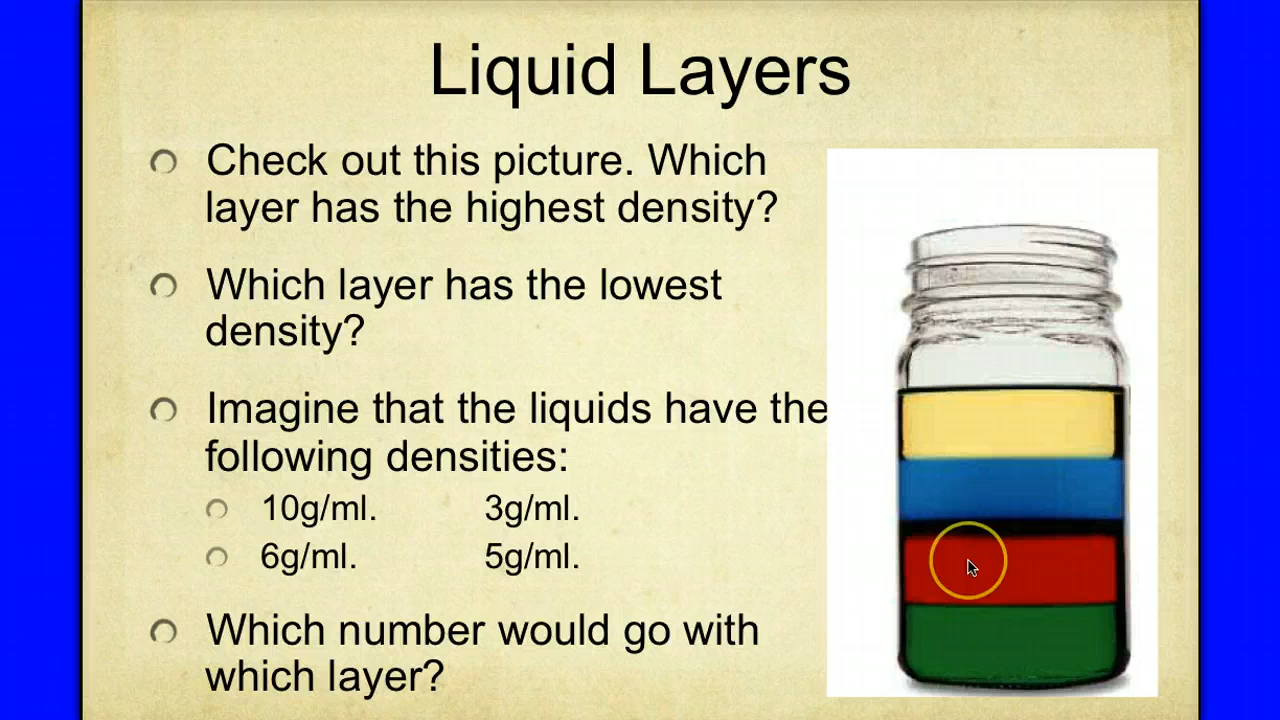 Liquid Layers
Check out this picture. Which
layer has the highest density?
Which layer has the lowest
density?
Imagine that the liquids have the
following densities:
10g/ml. 3g/ml.
6g/ml. 5g/ml.
Which number would go with
which layer?